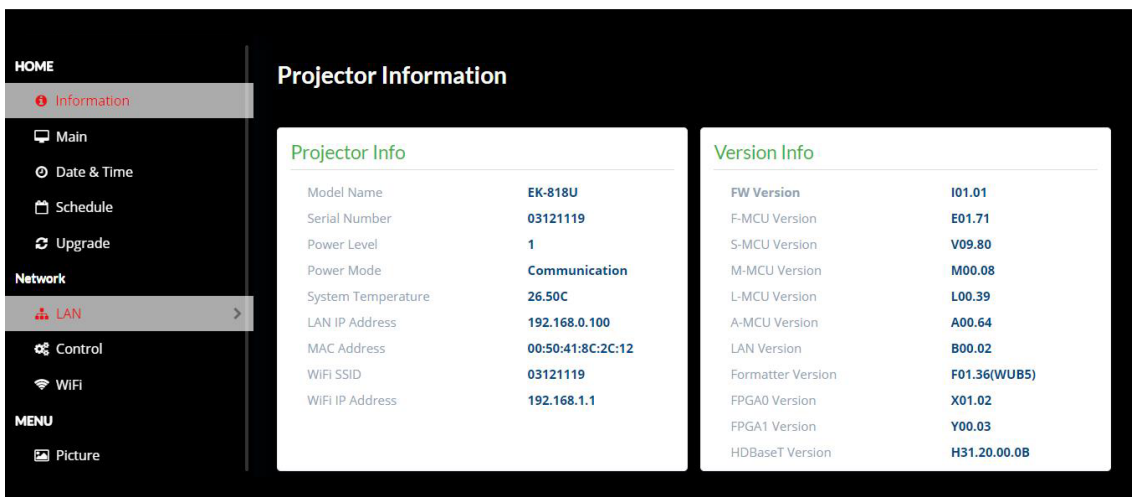 HOME
Information
Main
Date & Time
Schedule
Upgrade
Network
LAN
Control
WiFi
MENU
Picture
Projector Information
Projector Info
Model Name EK-818U
Serial Number 03121119
Power Level 1
Power Mode Communication
System Temperature 26.50C
LAN IP Address 192.168.0.100
MAC Address 00:50:41:8C:2C:12
WiFi SSID 03121119
WiFi IP Address 192.168.1.1
Version Info
FW Version I01.01
F-MCU Version E01.71
S-MCU Version V09.80
M-MCU Version M00.08
L-MCU Version L00.39
A-MCU Version A00.64
LAN Version B00.02
Formatter Version F01.36(WUB5)
FPGA0 Version X01.02
FPGA1 Version Y00.03
HDBaseT Version H31.20.00.0B